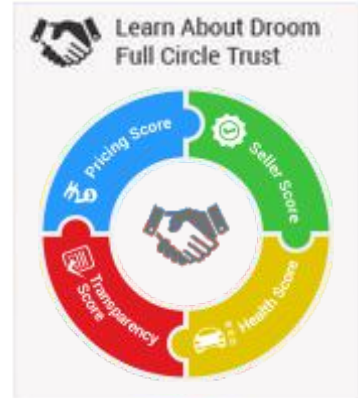 Learn About Droom
Full Circle Trust
Pricing Score
Seller Score
Transparency
Score
Health Score